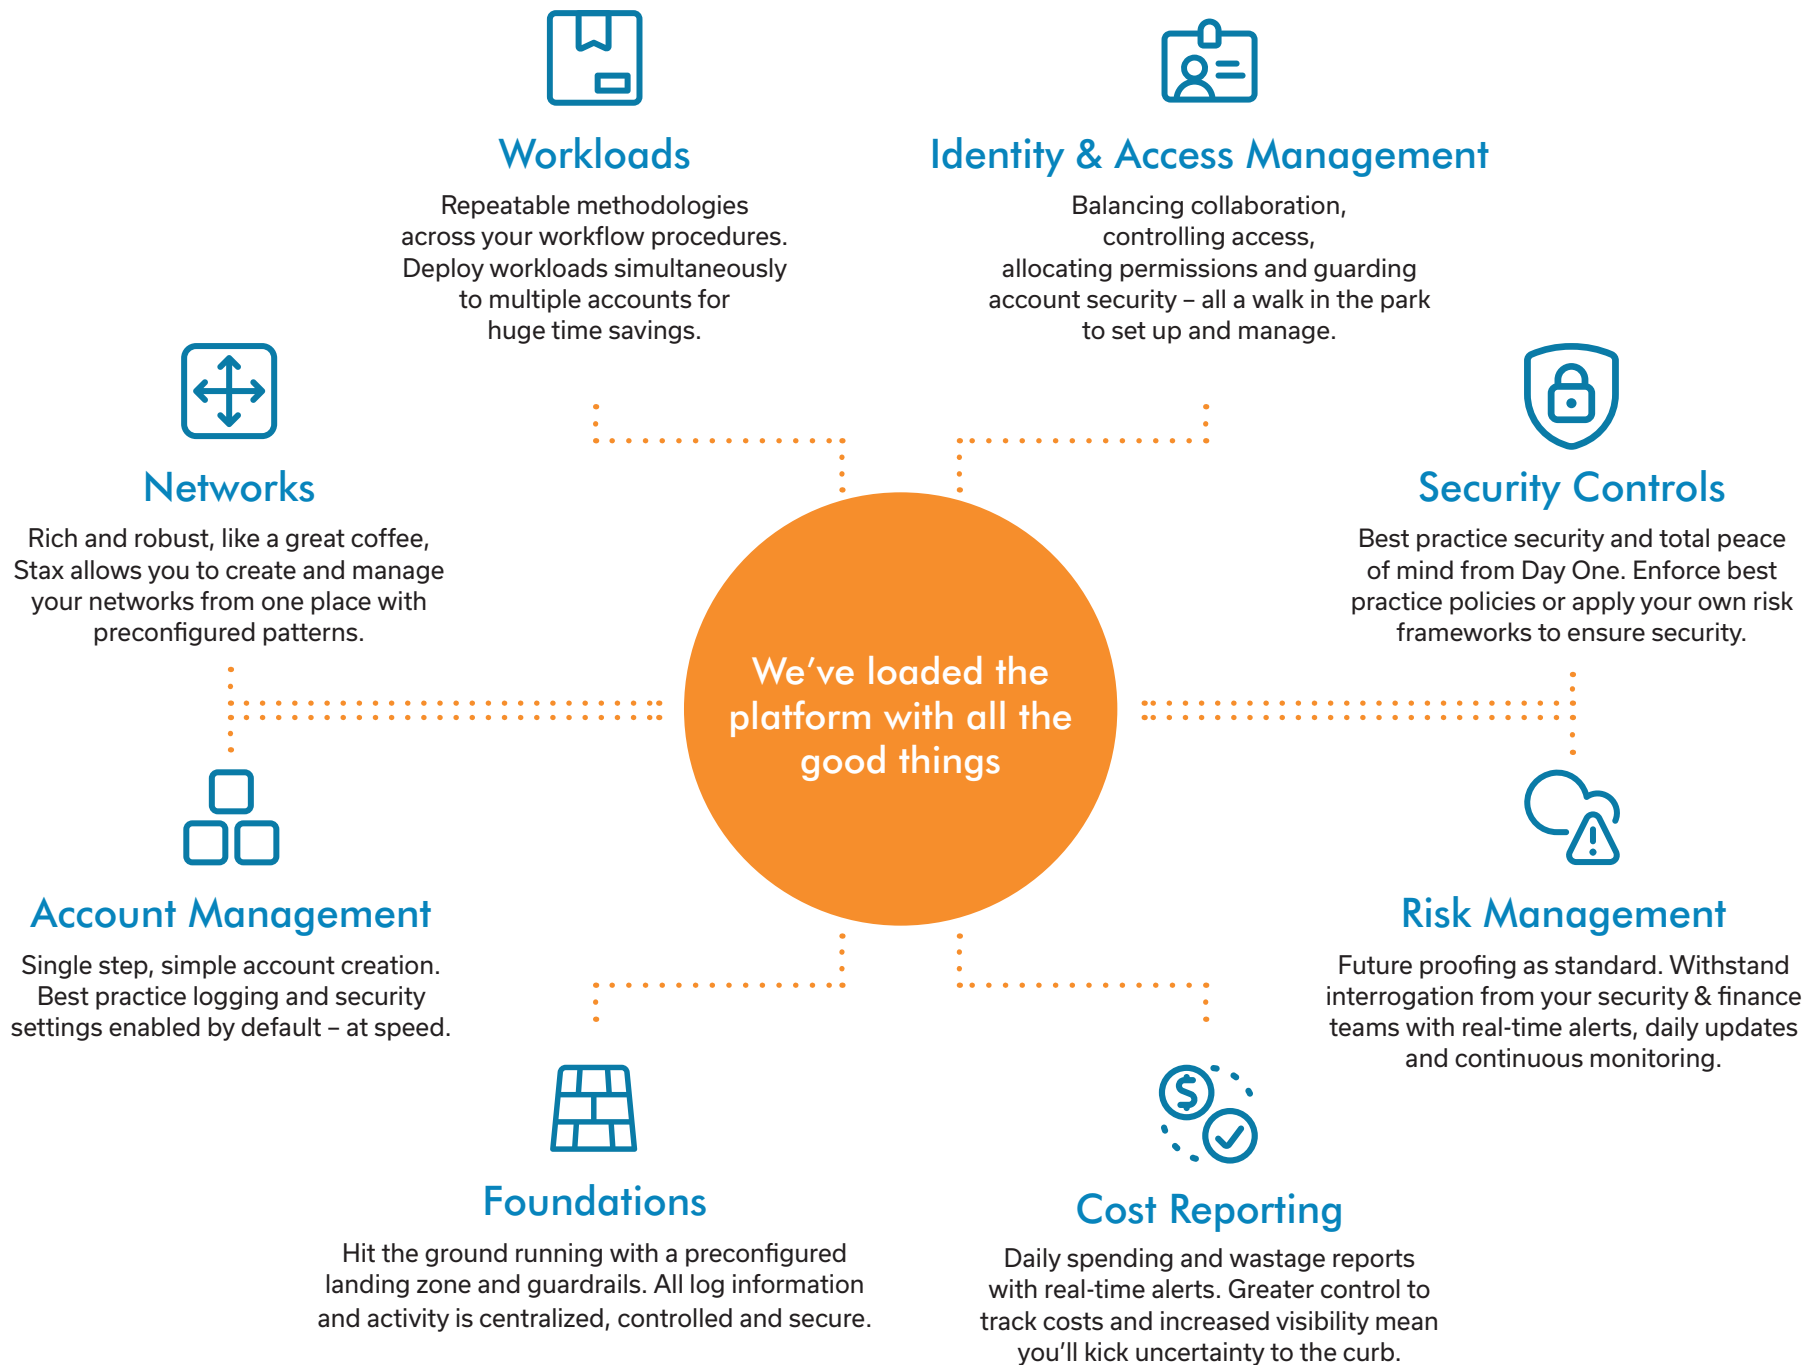 Workloads
Repeatable methodologies
across your workflow procedures.
Deploy workloads simultaneously
to multiple accounts for
huge time savings.
Identity & Access Management
Balancing collaboration,
controlling access,
allocating permissions and guarding
account security – all a walk in the park
to set up and manage.
Networks
Rich and robust, like a great coffee,
Stax allows you to create and manage
your networks from one place with
preconfigured patterns.
Security Controls
Best practice security and total peace
of mind from Day One. Enforce best
practice policies or apply your own risk
frameworks to ensure security.
We've loaded the
platform with all the
good things
Account Management
Single step, simple account creation.
Best practice logging and security
settings enabled by default – at speed.
Risk Management
Future proofing as standard. Withstand
interrogation from your security & finance
teams with real-time alerts, daily updates
and continuous monitoring.
Foundations
Hit the ground running with a preconfigured
landing zone and guardrails. All log information
and activity is centralized, controlled and secure.
$
Cost Reporting
Daily spending and wastage reports
with real-time alerts. Greater control to
track costs and increased visibility mean
you'll kick uncertainty to the curb.